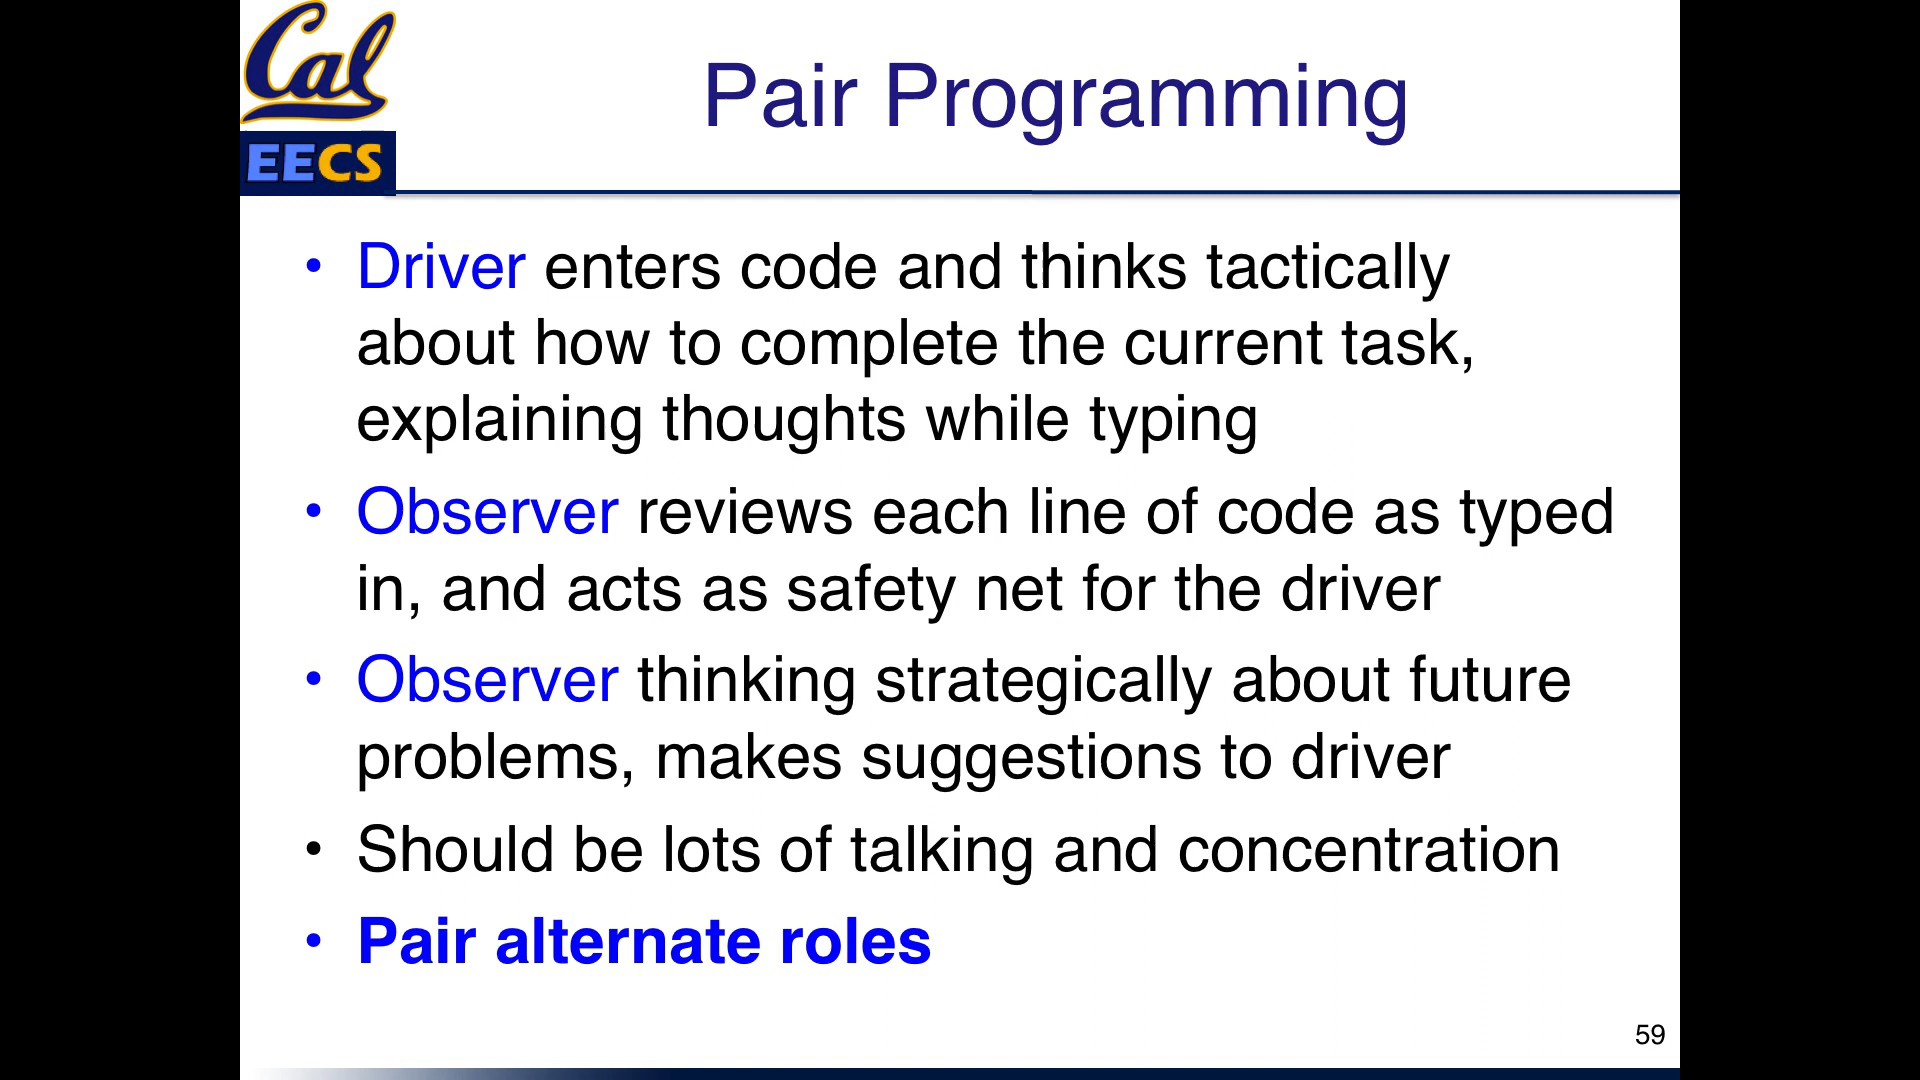 Cal
EECS
Pair Programming
• Driver enters code and thinks tactically
about how to complete the current task,
explaining thoughts while typing
• Observer reviews each line of code as typed
in, and acts as safety net for the driver
• Observer thinking strategically about future
problems, makes suggestions to driver
• Should be lots of talking and concentration
• Pair alternate roles
59